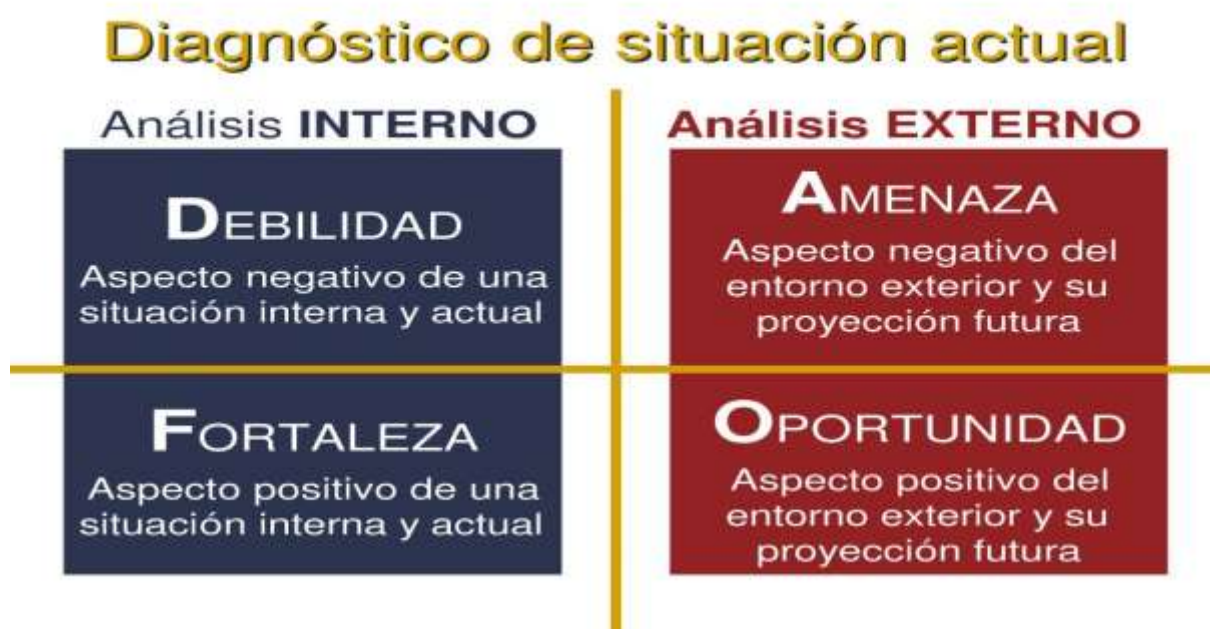 Diagnóstico de situación actual
Análisis INTERNO
DEBILIDAD
Aspecto negativo de una
situación interna y actual
FORTALEZA
Aspecto positivo de una
situación interna y actual
Análisis EXTERNO
AMENAZA
Aspecto negativo del
entorno exterior y su
proyección futura
OPORTUNIDAD
Aspecto positivo del
entorno exterior y su
proyección futura